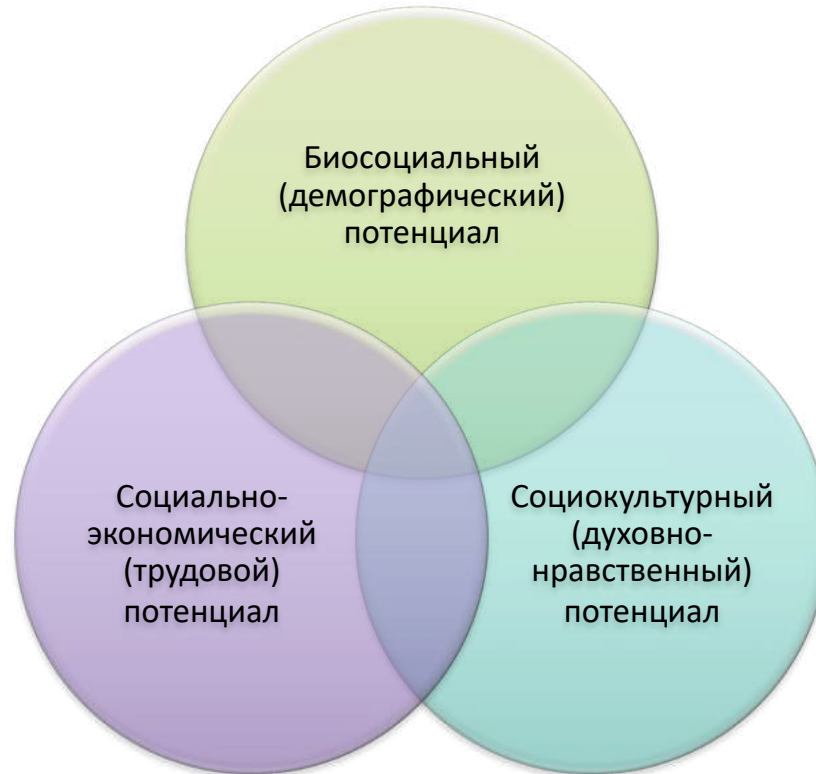 Биосоциальный
(демографический)
потенциал
Социально-
экономический
(трудовой)
потенциал
Социокультурный
(духовно-
нравственный)
потенциал